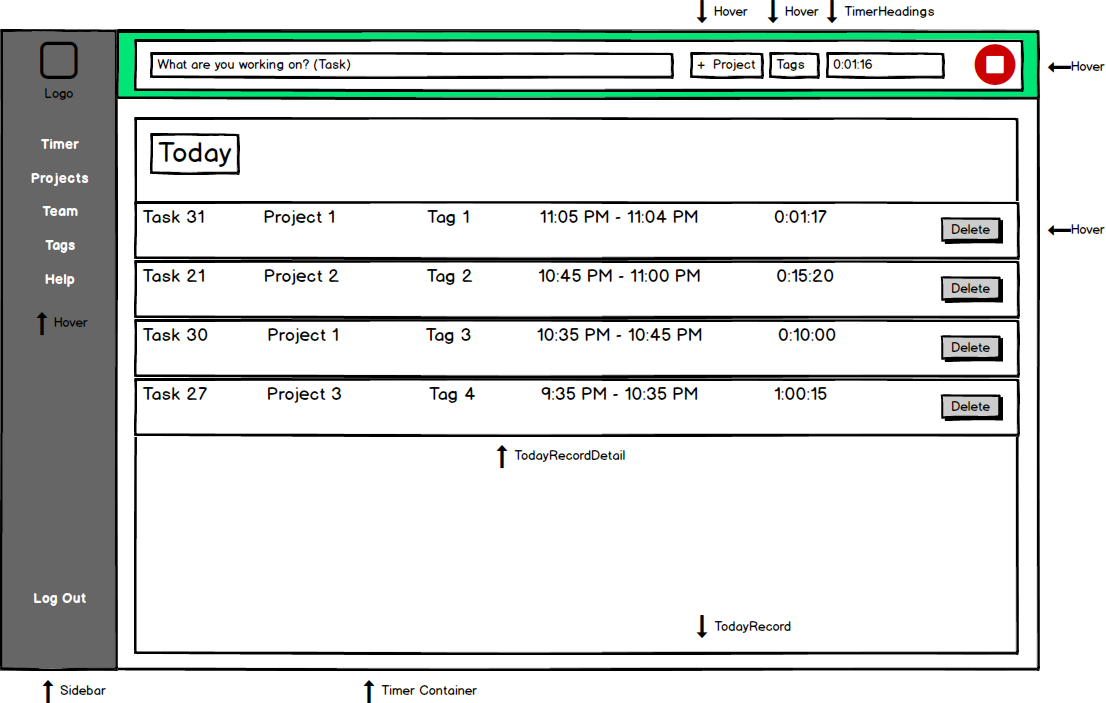 Hover Hover TimerHeadings
What are you working on? (Task) + Project Tags 0:01:16
Hover
Logo
Timer
Projects
Team
Tags
Help
Hover
Today
Task 31 Project 1 Tag 1 11:05 PM - 11:04 PM 0:01:17 Delete
Hover
Task 21 Project 2 Tag 2 10:45 PM - 11:00 PM 0:15:20 Delete
Task 30 Project 1 Tag 3 10:35 PM - 10:45 PM 0:10:00 Delete
Task 27 Project 3 Tag 4 9:35 PM - 10:35 PM 1:00:15 Delete
TodayRecordDetail
Log Out
TodayRecord
Sidebar Timer Container